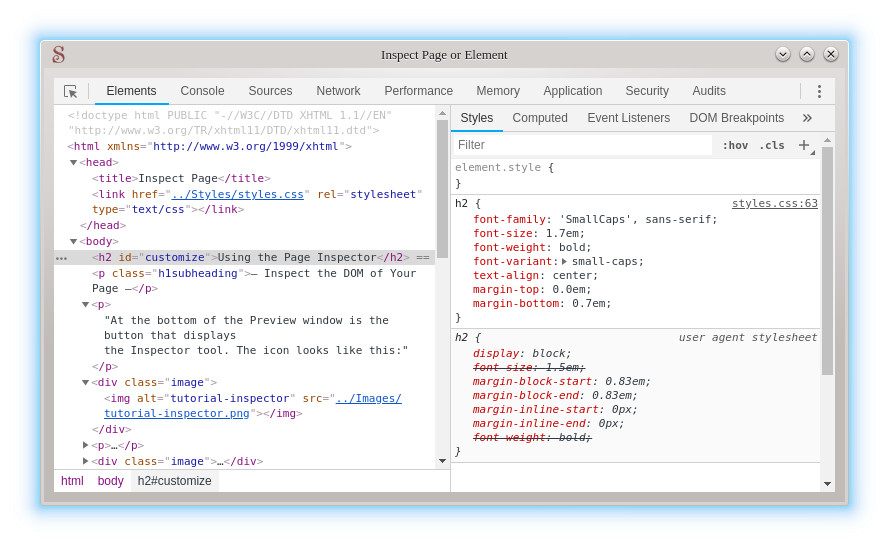 Inspect Page or Element
Elements Console Sources Network Performance Memory Application Security Audits
<!doctype html PUBLIC "-//W3C//DTD XHTML 1.1//EN"
"http://www.w3.org/TR/xhtml11/DTD/xhtml11.dtd">
<html xmlns="http://www.w3.org/1999/xhtml">
<head>
<title>Inspect Page</title>
<link href="../Styles/styles.css" rel="stylesheet"
type="text/css"></link>
</head>
<body>
<h2 id="customize">Using the Page Inspector</h2> ==
<p class="h1subheading">— Inspect the DOM of Your
Page —</p>
<p>
"At the bottom of the Preview window is the
button that displays
the Inspector tool. The icon looks like this:"
</p>
<div class="image">
<img alt="tutorial-inspector" src="../Images/
tutorial-inspector.png"></img>
</div>
<p>…</p>
<div class="image">…</div>
html body h2#customize
Styles Computed Event Listeners DOM Breakpoints »
Filter :hov .cls +
element.style {
}
h2 { styles.css:63
font-family: 'SmallCaps', sans-serif;
font-size: 1.7em;
font-weight: bold;
font-variant: small-caps;
text-align: center;
margin-top: 0.0em;
margin-bottom: 0.7em;
}
h2 { user agent stylesheet
display: block;
font-size: 1.5em;
margin-block-start: 0.83em;
margin-block-end: 0.83em;
margin-inline-start: 0px;
margin-inline-end: 0px;
font-weight: bold;
}